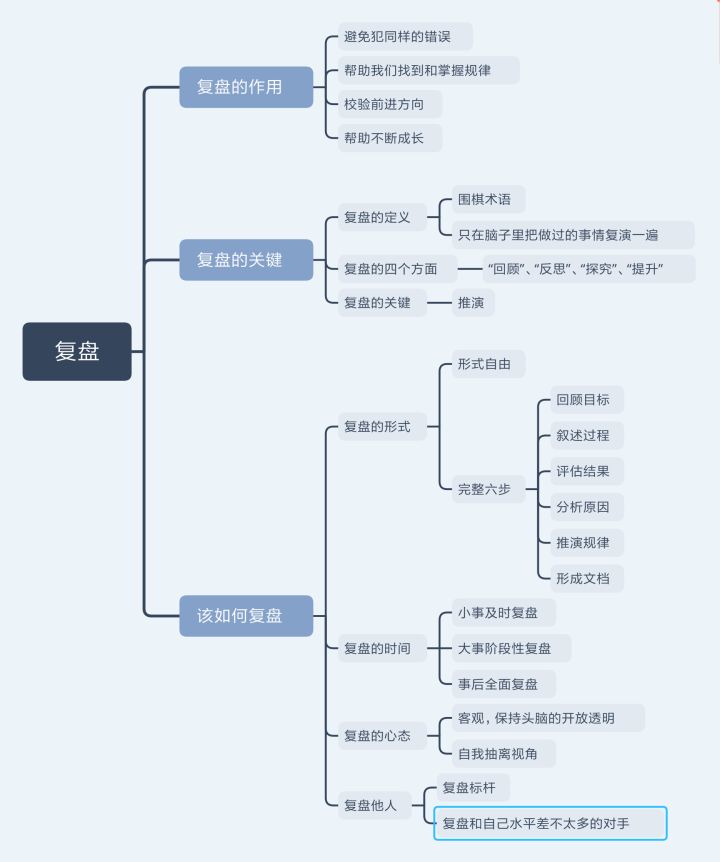 复盘
复盘的作用
避免犯同样的错误
帮助我们找到和掌握规律
校验前进方向
帮助不断成长
复盘的关键
复盘的定义
围棋术语
只在脑子里把做过的事情复演一遍
复盘的四个方面
“回顾”、“反思”、“探究”、“提升”
复盘的关键
推演
该如何复盘
复盘的形式
形式自由
完整六步
回顾目标
叙述过程
评估结果
分析原因
推演规律
形成文档
复盘的时间
小事及时复盘
大事阶段性复盘
事后全面复盘
复盘的心态
客观，保持头脑的开放透明
自我抽离视角
复盘他人
复盘标杆
复盘和自己水平差不太多的对手